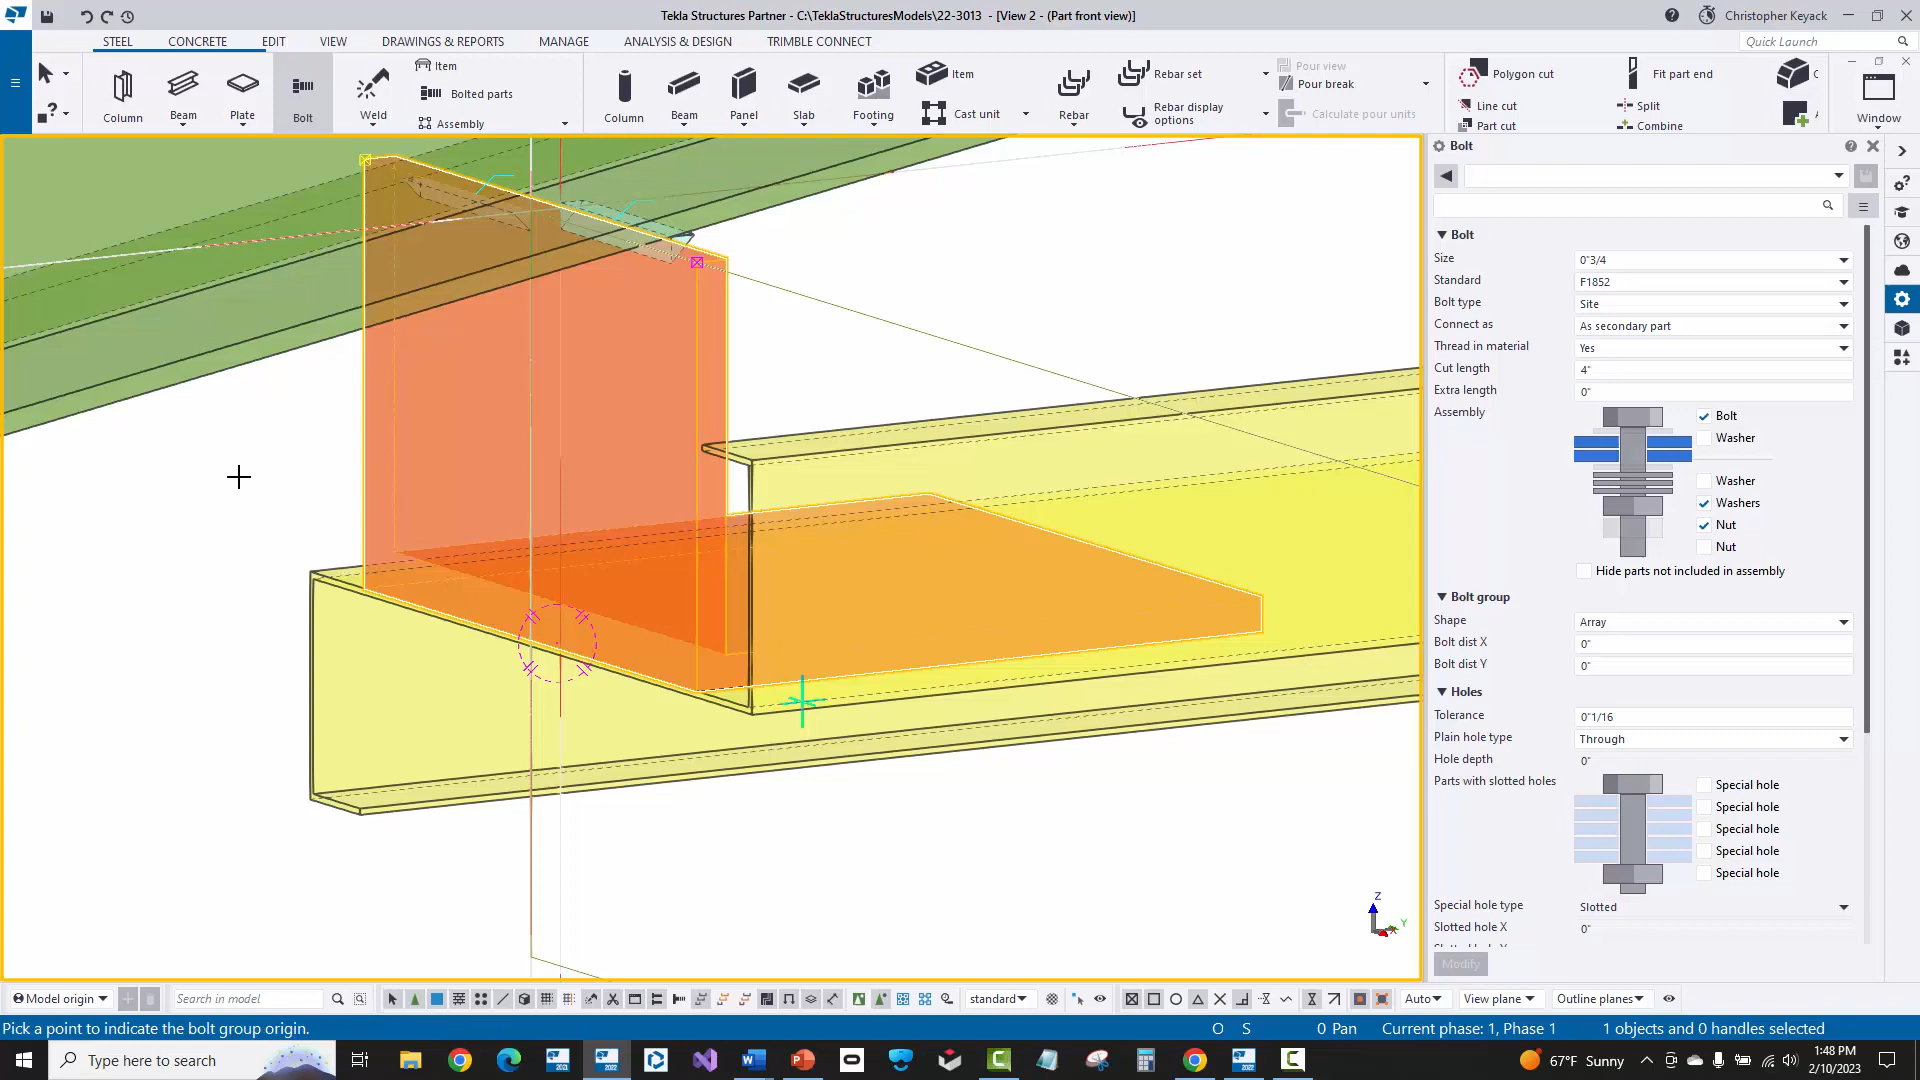 Tekla Structures Partner - C:\TeklaStructuresModels\22-3013 - [View 2 - (Part front view)]
Christopher Keyack
STEEL CONCRETE EDIT VIEW DRAWINGS & REPORTS MANAGE ANALYSIS & DESIGN TRIMBLE CONNECT
Quick Launch
Column
Beam
Plate
Bolt
Weld
Item
Bolted parts
Assembly
Column
Beam
Panel
Slab
Footing
Item
Cast unit
Rebar
Rebar set
Rebar display options
Pour view
Pour break
Calculate pour units
Polygon cut
Line cut
Part cut
Fit part end
Split
Combine
Window
Bolt
Bolt
Size 0"3/4
Standard F1852
Bolt type Site
Connect as As secondary part
Thread in material Yes
Cut length 4"
Extra length 0"
Assembly
Bolt
Washer
Washer
Washers
Nut
Nut
Hide parts not included in assembly
Bolt group
Shape Array
Bolt dist X 0"
Bolt dist Y 0"
Holes
Tolerance 0"1/16
Plain hole type Through
Hole depth 0"
Parts with slotted holes
Special hole
Special hole
Special hole
Special hole
Special hole
Special hole type Slotted
Slotted hole X 0"
Modify
Z
Y
Model origin
Search in model
standard
Auto
View plane
Outline planes
Pick a point to indicate the bolt group origin.
O S 0 Pan Current phase: 1, Phase 1 1 objects and 0 handles selected
Type here to search
67°F Sunny
1:48 PM
2/10/2023